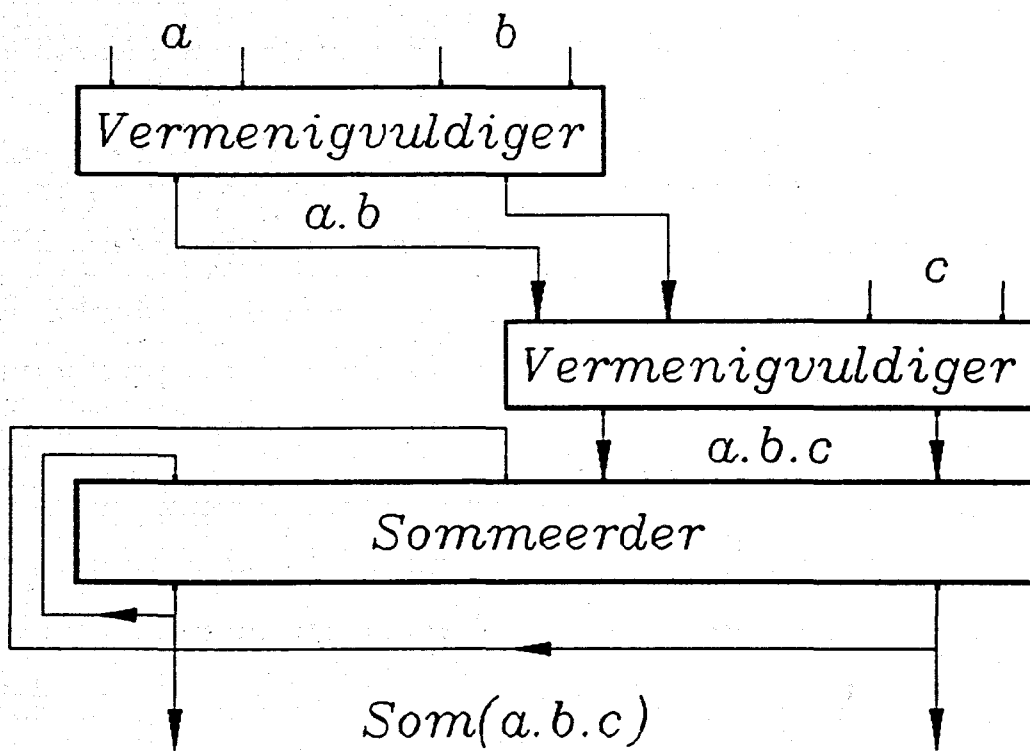 a b
Vermenigvuldiger
a.b
c
Vermenigvuldiger
a.b.c
Sommeerder
Som(a.b.c)